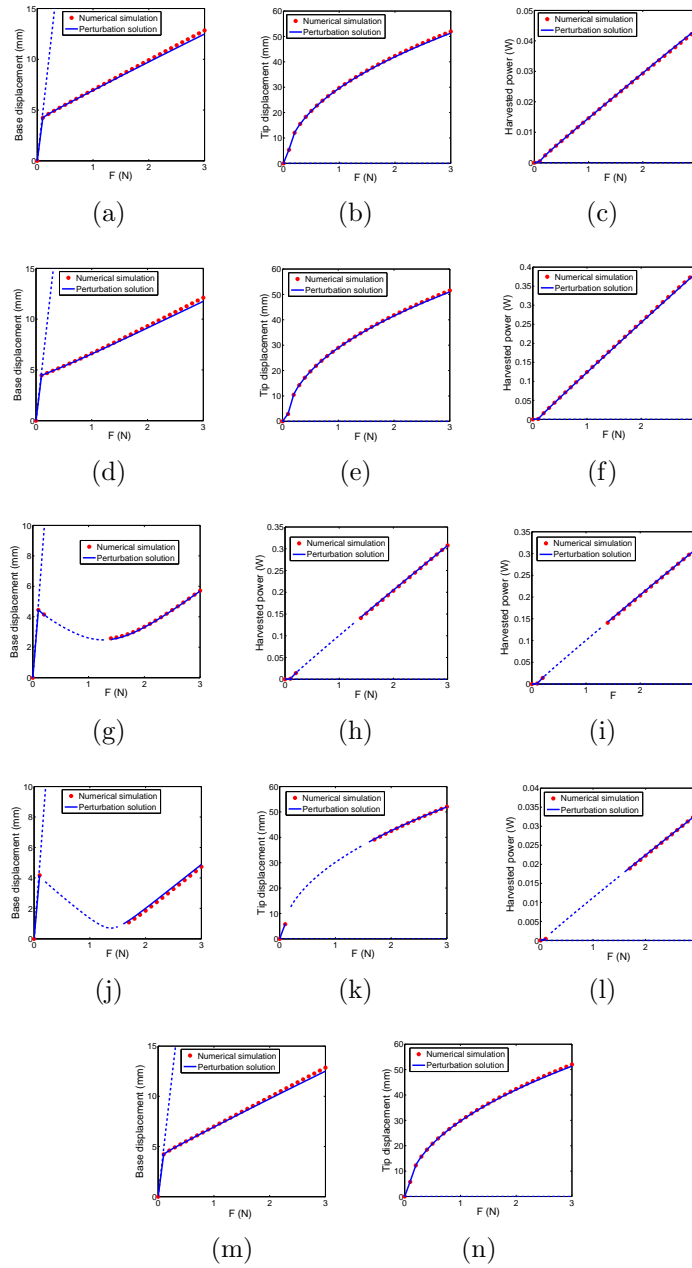 15 10 5 0 Base displacement (mm) Numerical simulation Perturbation solution 0 1 2 3 F (N)
60 50 40 30 20 10 0 Tip displacement (mm) Numerical simulation Perturbation solution 0 1 2 3 F (N)
0.05 0.04 0.03 0.02 0.01 0 Harvested power (W) Numerical simulation Perturbation solution 0 1 2 F (N)
(a) (b) (c)
15 10 5 0 Base displacement (mm) Numerical simulation Perturbation solution 0 1 2 3 F (N)
60 50 40 30 20 10 0 Tip displacement (mm) Numerical simulation Perturbation solution 0 1 2 3 F (N)
0.4 0.35 0.3 0.25 0.2 0.15 0.1 0.05 0 Harvested power (W) Numerical simulation Perturbation solution 0 1 2 F (N)
(d) (e) (f)
10 8 6 4 2 0 Base displacement (mm) Numerical simulation Perturbation solution 0 1 2 3 F (N)
0.35 0.3 0.25 0.2 0.15 0.1 0.05 0 Harvested power (W) Numerical simulation Perturbation solution 0 1 2 3 F (N)
0.35 0.3 0.25 0.2 0.15 0.1 0.05 0 Harvested power (W) Numerical simulation Perturbation solution 0 1 2 F
(g) (h) (i)
10 8 6 4 2 0 Base displacement (mm) Numerical simulation Perturbation solution 0 1 2 3 F (N)
60 50 40 30 20 10 0 Tip displacement (mm) Numerical simulation Perturbation solution 0 1 2 3 F (N)
0.04 0.035 0.03 0.025 0.02 0.015 0.01 0.005 0 Harvested power (W) Numerical simulation Perturbation solution 0 1 2 F (N)
(j) (k) (l)
15 10 5 0 Base displacement (mm) Numerical simulation Perturbation solution 0 1 2 3 F (N)
60 50 40 30 20 10 0 Tip displacement (mm) Numerical simulation Perturbation solution 0 1 2 3 F (N)
(m) (n)